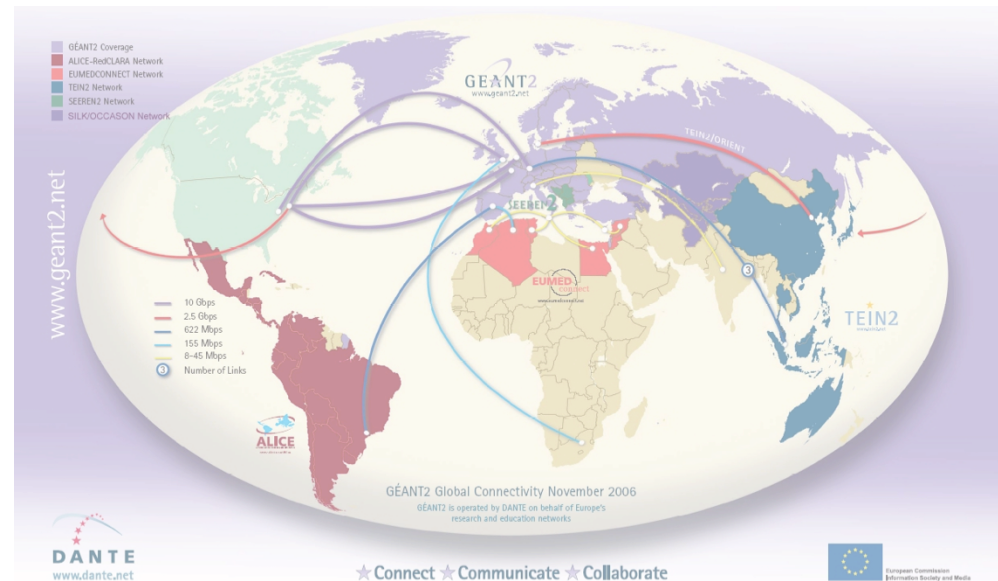 GÉANT2 Coverage
ALICE-RedCLARA Network
EUMEDCONNECT Network
TEIN2 Network
SEEREN2 Network
SILK/OCCASON Network
www.geant2.net
GEANT2
www.geant2.net
TEIN2/ORIENT
SEEREN2
EUMED
connect
3
10 Gbps
2.5 Gbps
622 Mbps
155 Mbps
8-45 Mbps
3 Number of Links
TEIN2
ALICE
GÉANT2 Global Connectivity November 2006
GÉANT2 is operated by DANTE on behalf of Europe's
research and education networks
DANTE
www.dante.net
Connect Communicate Collaborate
European Commission
Information Society and Media